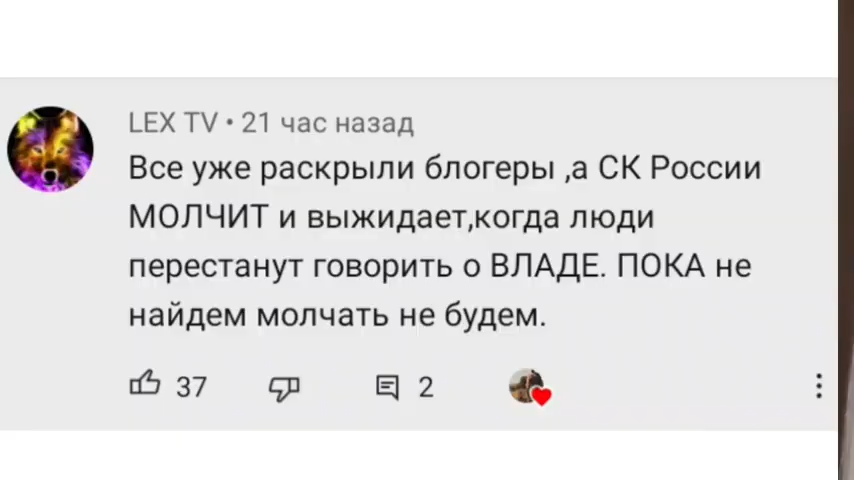 LEX TV • 21 час назад
Все уже раскрыли блогеры ,а СК России
МОЛЧИТ и выжидает,когда люди
перестанут говорить о ВЛАДЕ. ПОКА не
найдем молчать не будем.
37 2